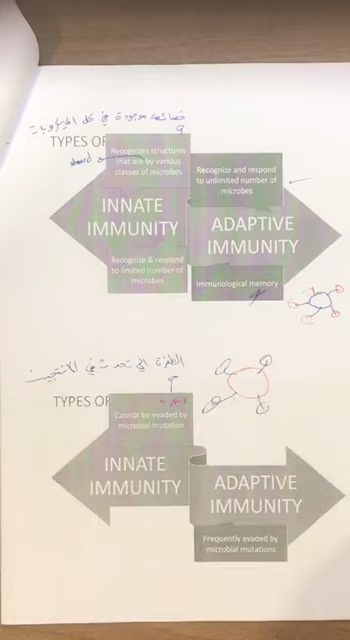 خصائص موجودة في كل الميكروبات
TYPES OF
shared
Recognizes structures
that are by various
classes of microbes
Recognize and respond
to unlimited number of
microbes
INNATE
IMMUNITY
ADAPTIVE
IMMUNITY
Recognize & respond
to limited number of
microbes
Immunological memory
الطفرة التي تحدث في الانتيجين
TYPES OF
Cannot be evaded by
microbial mutation
INNATE
IMMUNITY
ADAPTIVE
IMMUNITY
Frequently evaded by
microbial mutations